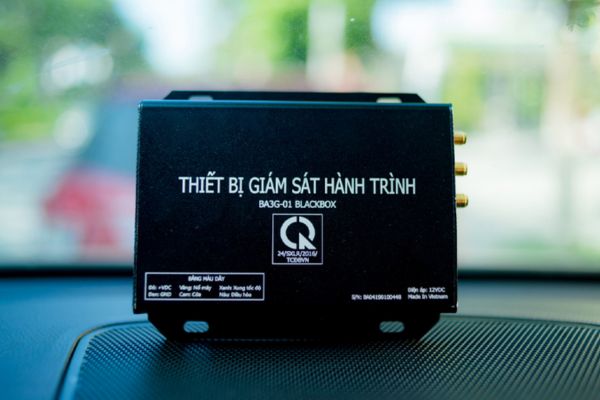 THIẾT BỊ GIÁM SÁT HÀNH TRÌNH
BA3G-01 BLACKBOX
24/SXLR/2016/
TCĐBVN
BẢNG MÀU DÂY
Đỏ: +VDC Vàng: Nổ máy Xanh: Xung tốc độ
Đen: GND Cam: Cửa Nâu: Điều hòa
Điện áp: 12VDC
S/N: BA04196100448 Made In Vietnam